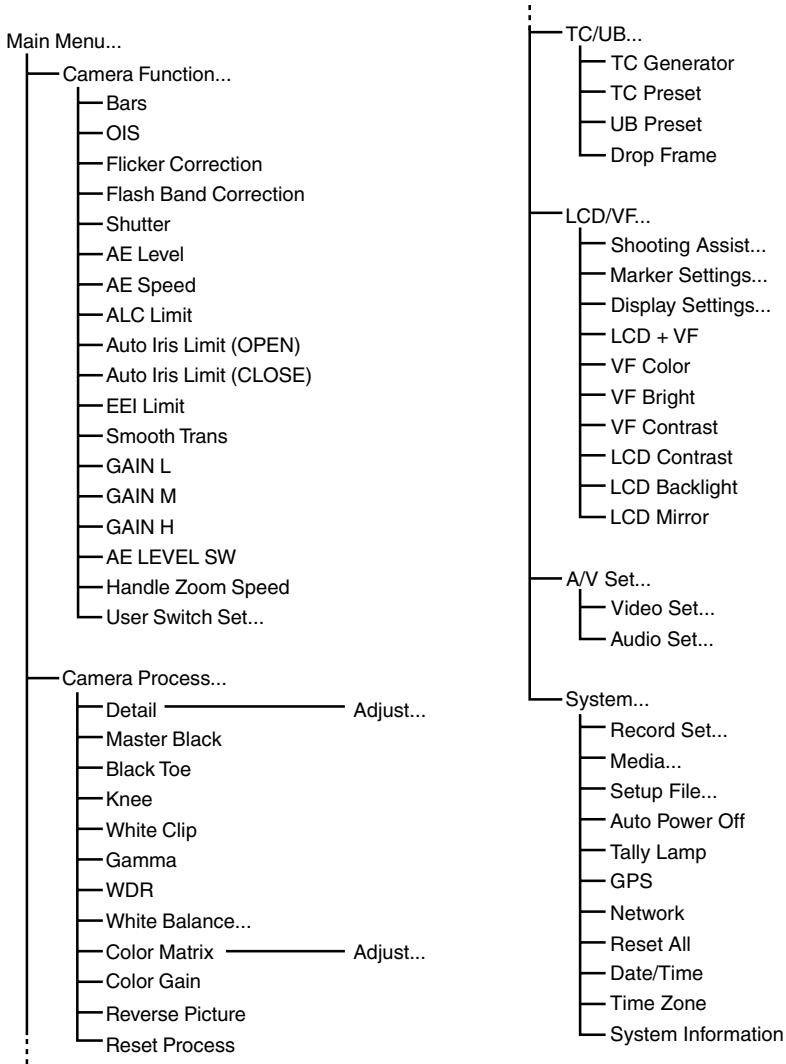 Main Menu...
Camera Function...
Bars
OIS
Flicker Correction
Flash Band Correction
Shutter
AE Level
AE Speed
ALC Limit
Auto Iris Limit (OPEN)
Auto Iris Limit (CLOSE)
EEI Limit
Smooth Trans
GAIN L
GAIN M
GAIN H
AE LEVEL SW
Handle Zoom Speed
User Switch Set...
Camera Process...
Detail Adjust...
Master Black
Black Toe
Knee
White Clip
Gamma
WDR
White Balance...
Color Matrix Adjust...
Color Gain
Reverse Picture
Reset Process
TC/UB...
TC Generator
TC Preset
UB Preset
Drop Frame
LCD/VF...
Shooting Assist...
Marker Settings...
Display Settings...
LCD + VF
VF Color
VF Bright
VF Contrast
LCD Contrast
LCD Backlight
LCD Mirror
A/V Set...
Video Set...
Audio Set...
System...
Record Set...
Media...
Setup File...
Auto Power Off
Tally Lamp
GPS
Network
Reset All
Date/Time
Time Zone
System Information